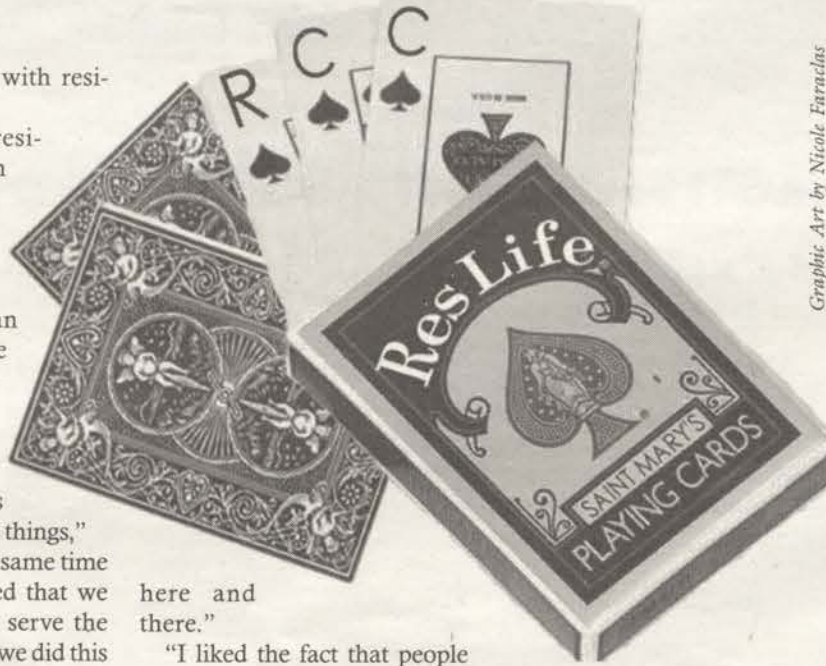 with resi-
resi-
an
e
s
things,"
same time
ed that we
serve the
we did this
here and
there."
"I liked the fact that people
R
C
C
Res Life
SAINT MARY'S
PLAYING CARDS
Graphic Art by Nicole Faraclas